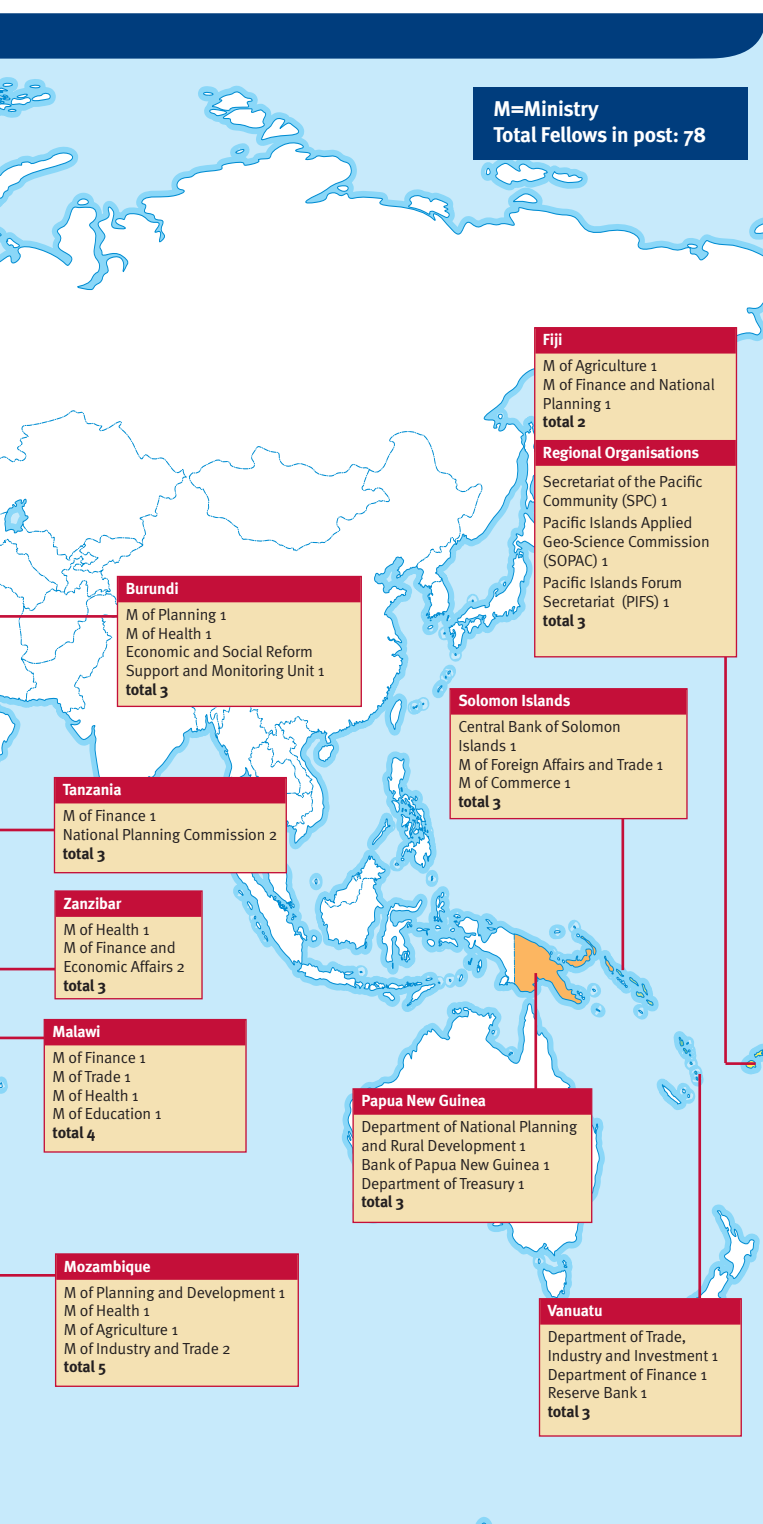 M=Ministry
Total Fellows in post: 78
Fiji
M of Agriculture 1
M of Finance and National
Planning 1
total 2
Regional Organisations
Secretariat of the Pacific
Community (SPC) 1
Pacific Islands Applied
Geo-Science Commission
(SOPAC) 1
Pacific Islands Forum
Secretariat (PIFS) 1
total 3
Burundi
M of Planning 1
M of Health 1
Economic and Social Reform
Support and Monitoring Unit 1
total 3
Solomon Islands
Central Bank of Solomon
Islands 1
M of Foreign Affairs and Trade 1
M of Commerce 1
total 3
Tanzania
M of Finance 1
National Planning Commission 2
total 3
Zanzibar
M of Health 1
M of Finance and
Economic Affairs 2
total 3
Malawi
M of Finance 1
M of Trade 1
M of Health 1
M of Education 1
total 4
Papua New Guinea
Department of National Planning
and Rural Development 1
Bank of Papua New Guinea 1
Department of Treasury 1
total 3
Mozambique
M of Planning and Development 1
M of Health 1
M of Agriculture 1
M of Industry and Trade 2
total 5
Vanuatu
Department of Trade,
Industry and Investment 1
Department of Finance 1
Reserve Bank 1
total 3